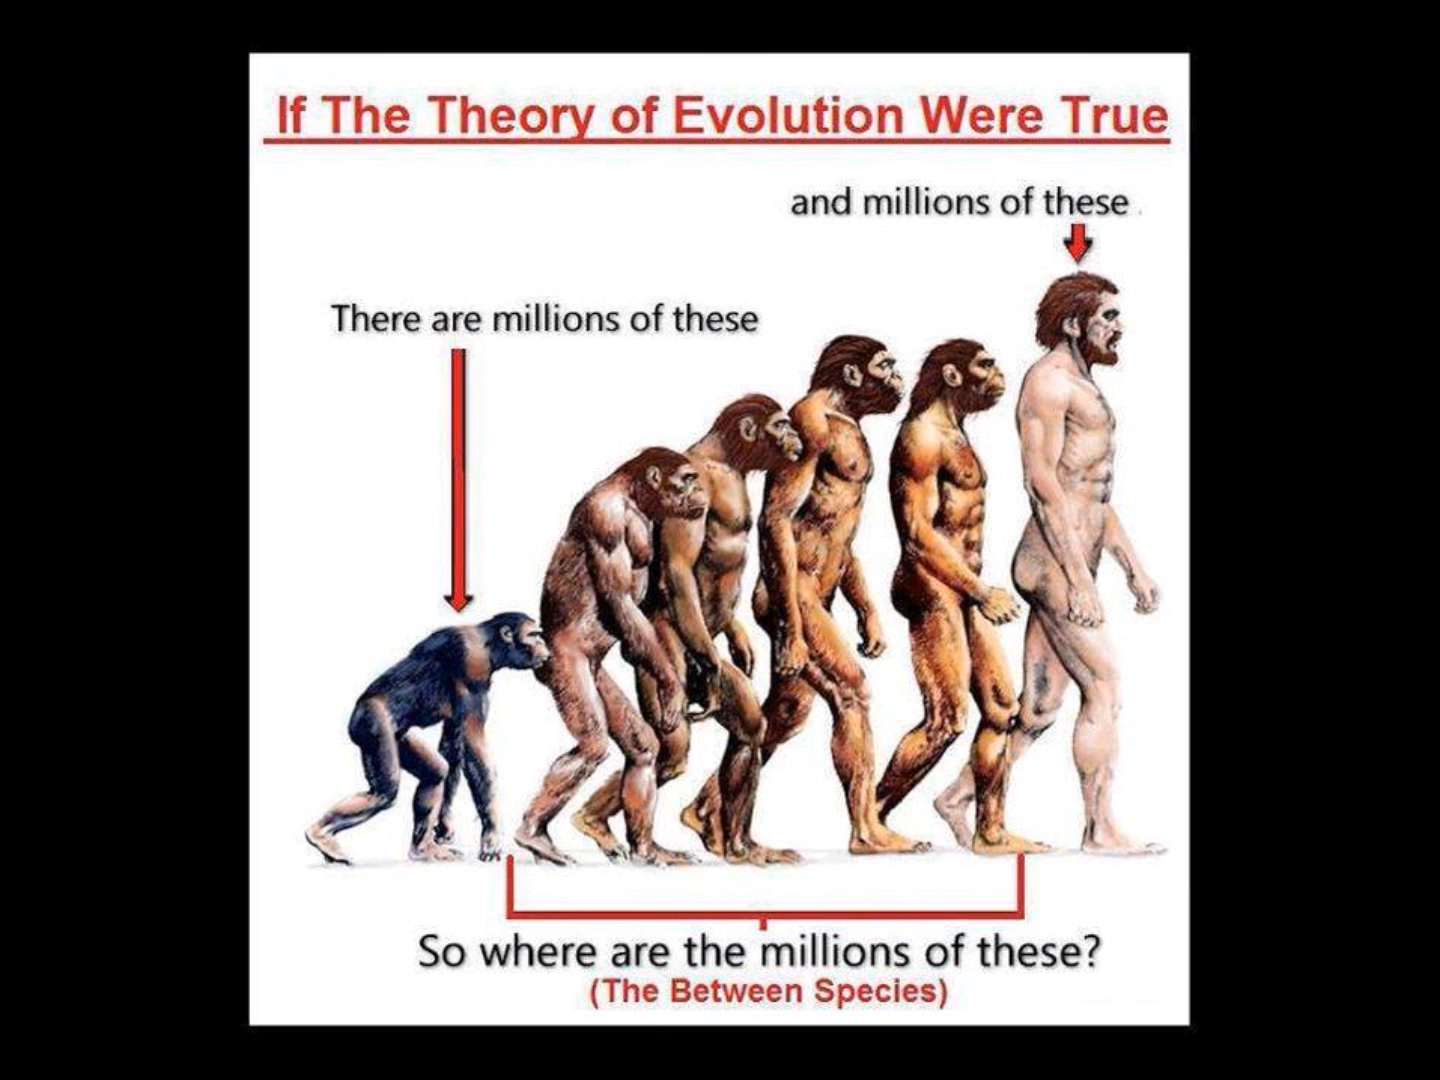 If The Theory of Evolution Were True
and millions of these
There are millions of these
So where are the millions of these?
(The Between Species)